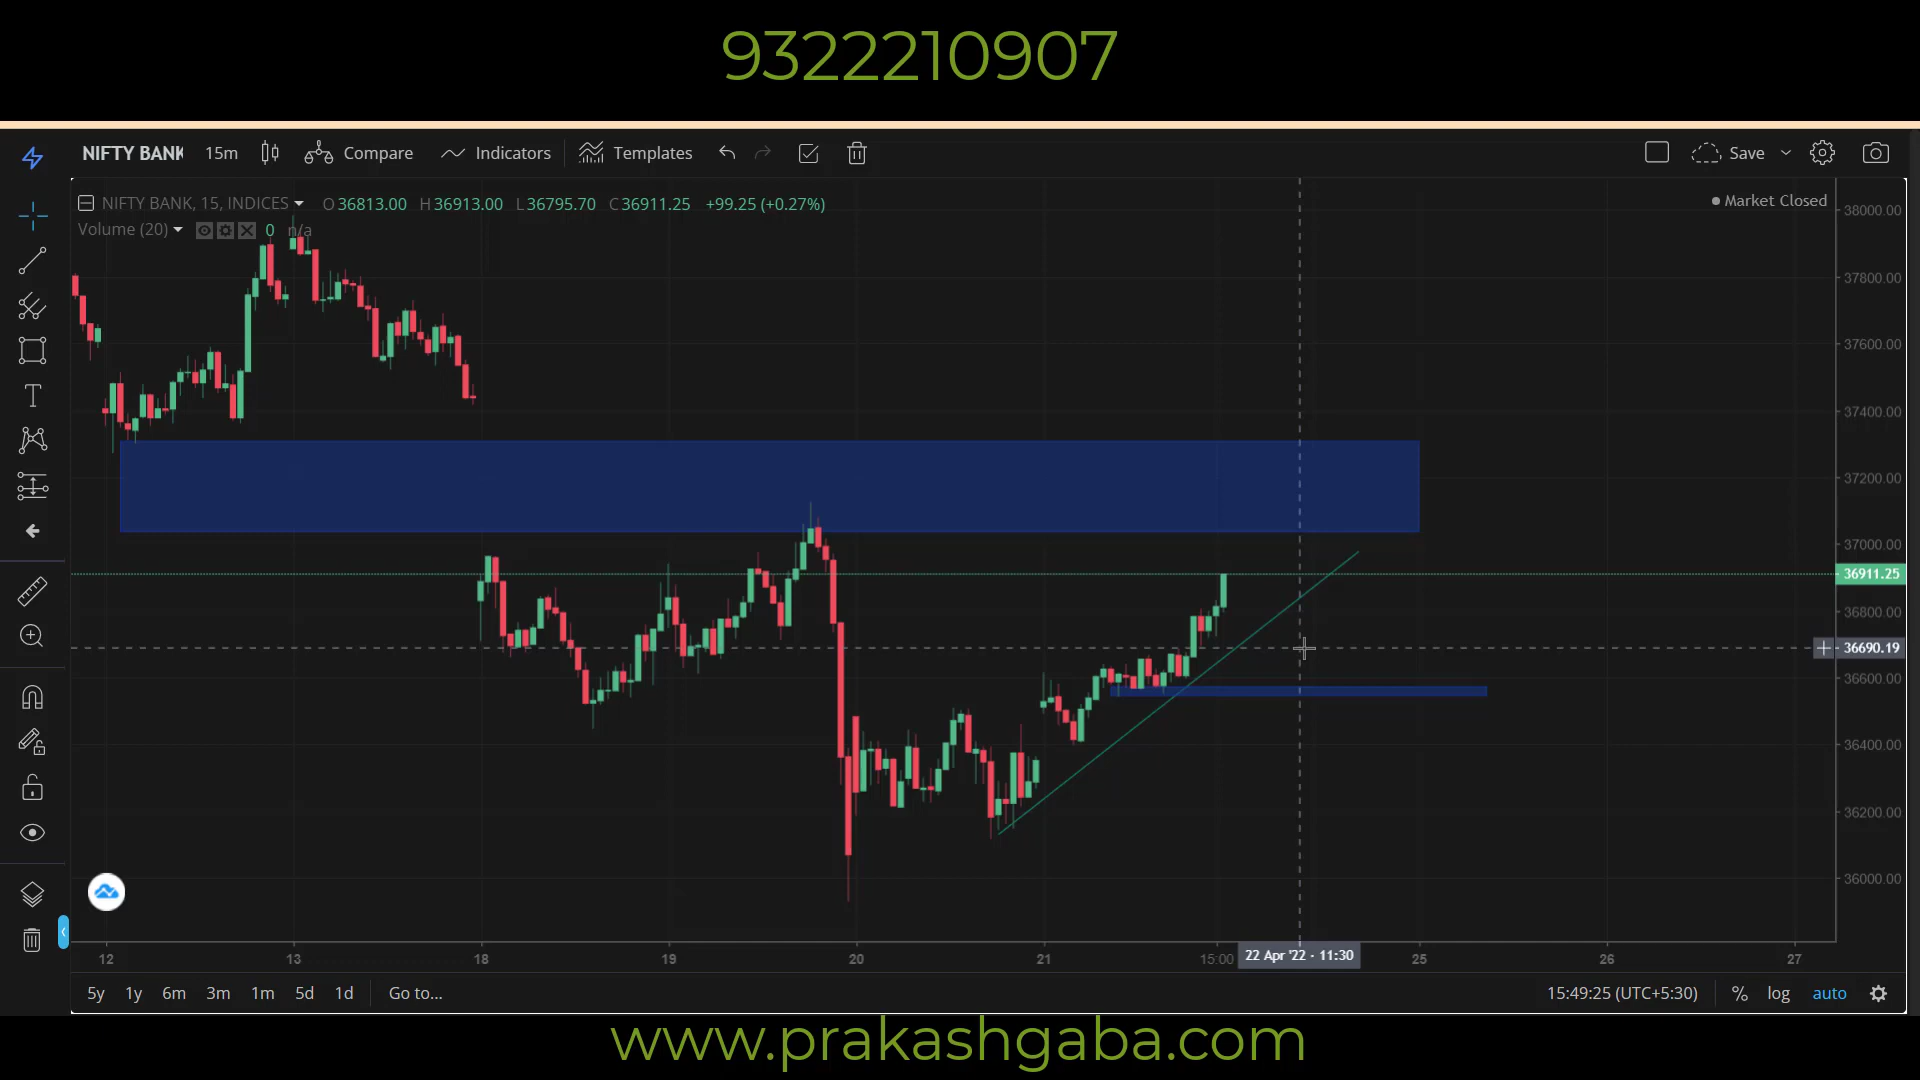 9322210907
NIFTY BANK 15m Compare Indicators Templates Save
NIFTY BANK, 15, INDICES O36813.00 H36913.00 L36795.70 C36911.25 +99.25 (+0.27%)
Market Closed
Volume (20) 0 n/a
38000.00
37800.00
37600.00
37400.00
37200.00
37000.00
36911.25
36800.00
36690.19
36600.00
36400.00
36200.00
36000.00
12 13 18 19 20 21 15:00 22 Apr '22 - 11:30 25 26 27
5y 1y 6m 3m 1m 5d 1d Go to... 15:49:25 (UTC+5:30) % log auto
www.prakashgaba.com